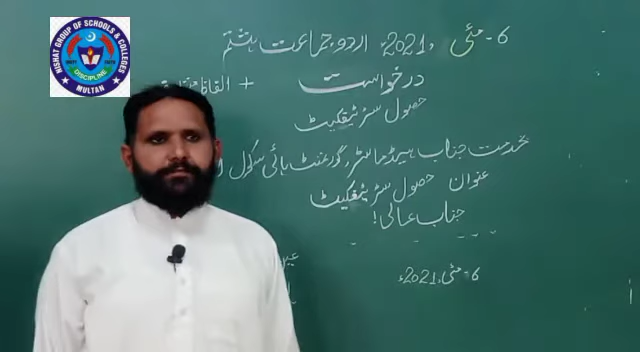 NISHAT GROUP OF SCHOOLS & COLLEGES
DISCIPLINE
MULTAN
6-مئی 2021ء اردو جماعت ہشتم
درخواست + الفاظ
حصول سرٹیفکیٹ
بخدمت جناب ہیڈ ماسٹر، گورنمنٹ ہائی سکول
عنوان حصول سرٹیفکیٹ
جناب عالی!
6-مئی 2021ء